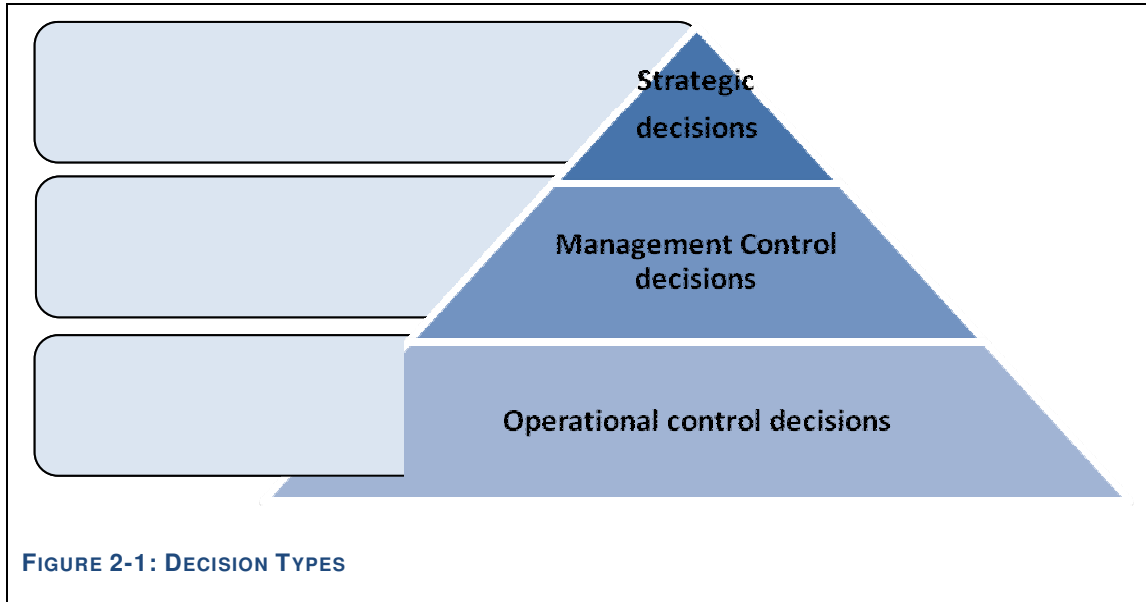 Strategic
decisions
Management Control
decisions
Operational control decisions
FIGURE 2-1: DECISION TYPES